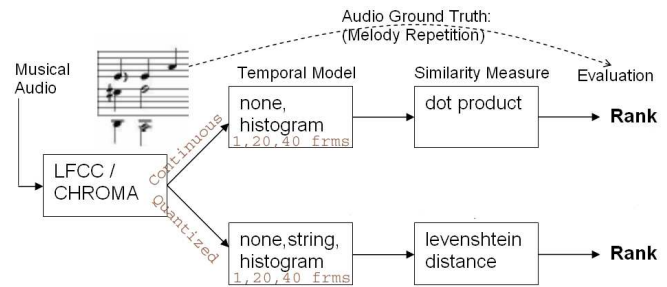 Audio Ground Truth:
(Melody Repetition)
Musical
Audio
Temporal Model
Similarity Measure
Evaluation
none,
histogram
1,20,40 frms
dot product
Rank
LFCC /
CHROMA
Continuous
Quantized
none,string,
histogram
1,20,40 frms
levenshtein
distance
Rank